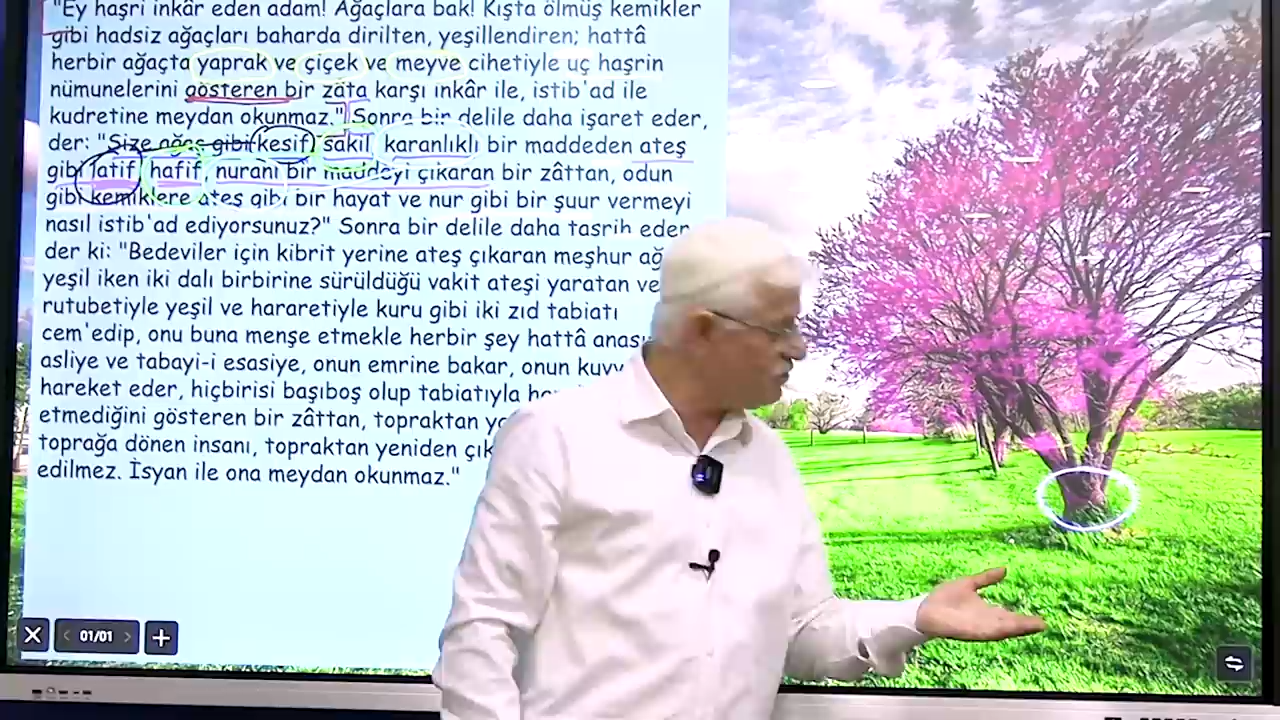 "Ey haşri inkâr eden adam! Ağaçlara bak! Kışta ölmüş kemikler
gibi hadsiz ağaçları baharda dirilten, yeşillendiren; hattâ
herbir ağaçta yaprak ve çiçek ve meyve cihetiyle üç haşrin
nümunelerini gösteren bir zâta karşı inkâr ile, istib'ad ile
kudretine meydan okunmaz." Sonra bir delile daha işaret eder,
der: "Size ağaç gibi kesif, sakil, karanlıklı bir maddeden ateş
gibi latif, hafif, nuranî bir maddeyi çıkaran bir zâttan, odun
gibi kemiklere ateş gibi bir hayat ve nur gibi bir şuur vermeyi
nasıl istib'ad ediyorsunuz?" Sonra bir delile daha tasrih eder
der ki: "Bedeviler için kibrit yerine ateş çıkaran meşhur
yeşil iken iki dalı birbirine sürüldüğü vakit ateşi yaratan ve
rutubetiyle yeşil ve hararetiyle kuru gibi iki zıd tabiatı
cem'edip, onu buna menşe etmekle herbir şey hattâ
asliye ve tabayi-i esasiye, onun emrine bakar, onun
hareket eder, hiçbirisi başıboş olup tabiatıyla
etmediğini gösteren bir zâttan, topraktan
toprağa dönen insanı, topraktan yeniden
edilmez. İsyan ile ona meydan okunmaz."
01/01